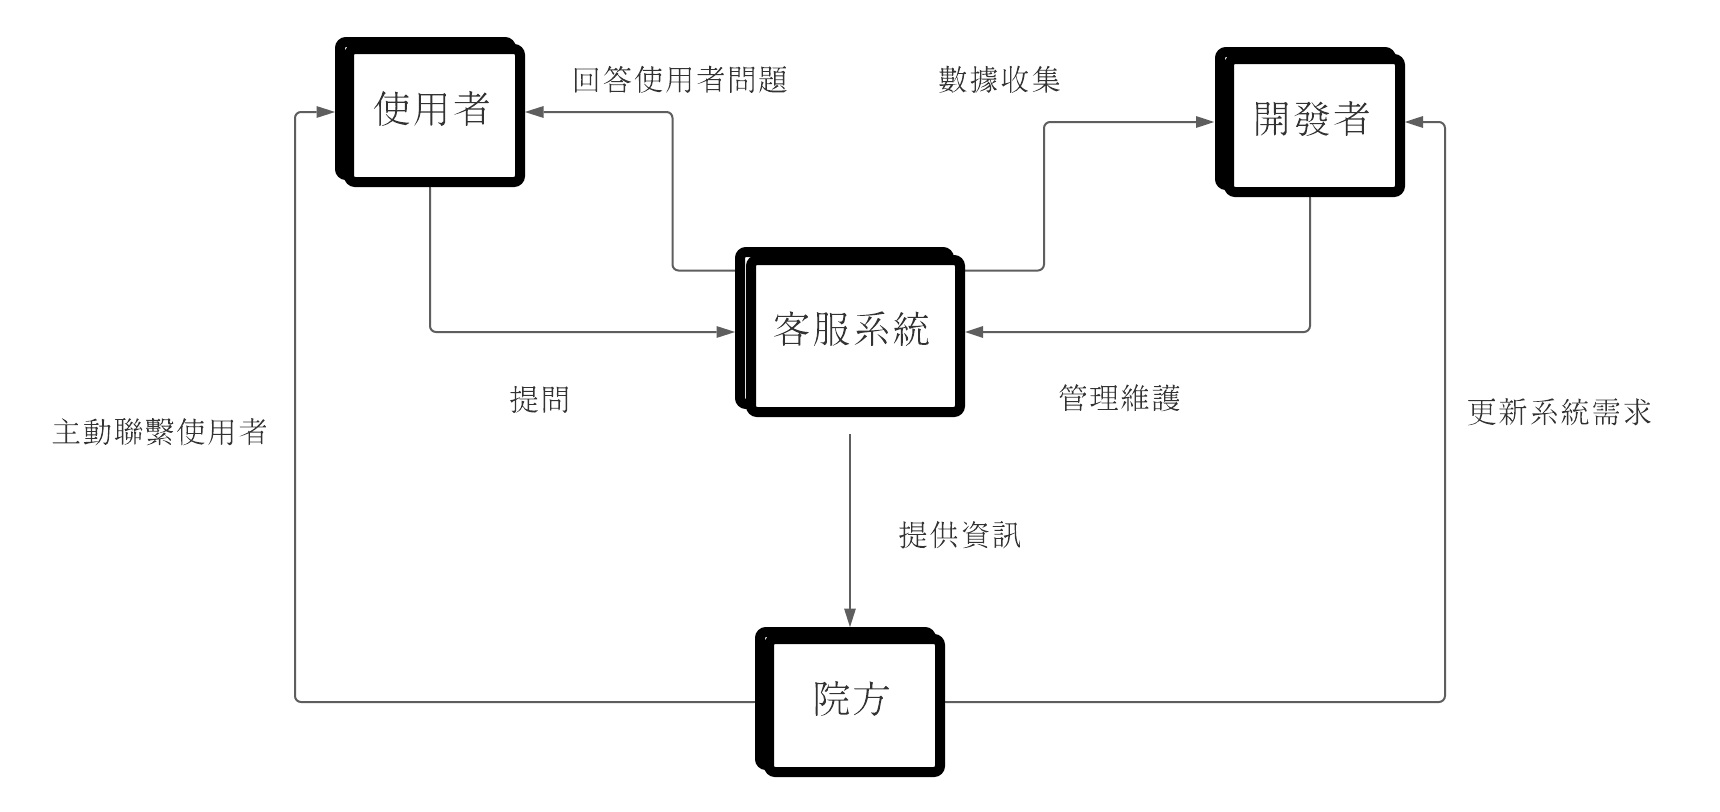 使用者
回答使用者問題
數據收集
開發者
客服系統
提問
管理維護
主動聯繫使用者
更新系統需求
提供資訊
院方